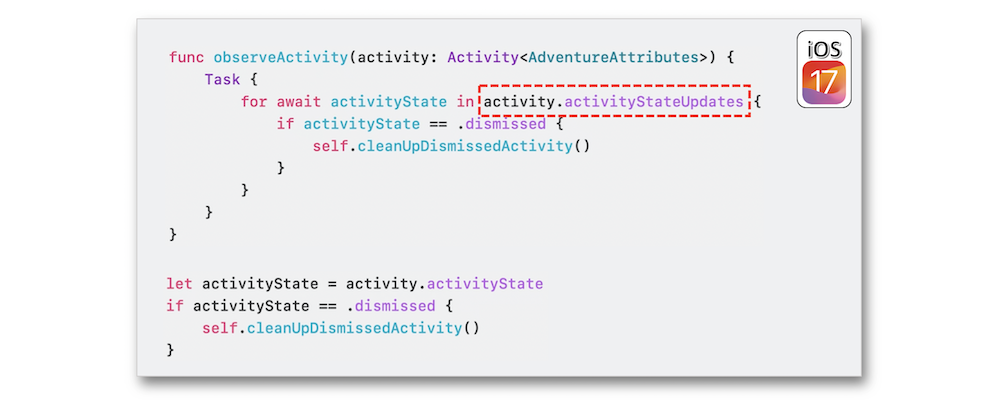 func observeActivity(activity: Activity<AdventureAttributes>) {
    Task {
        for await activityState in activity.activityStateUpdates {
            if activityState == .dismissed {
                self.cleanUpDismissedActivity()
            }
        }
    }
}
let activityState = activity.activityState
if activityState == .dismissed {
    self.cleanUpDismissedActivity()
}
iOS
17